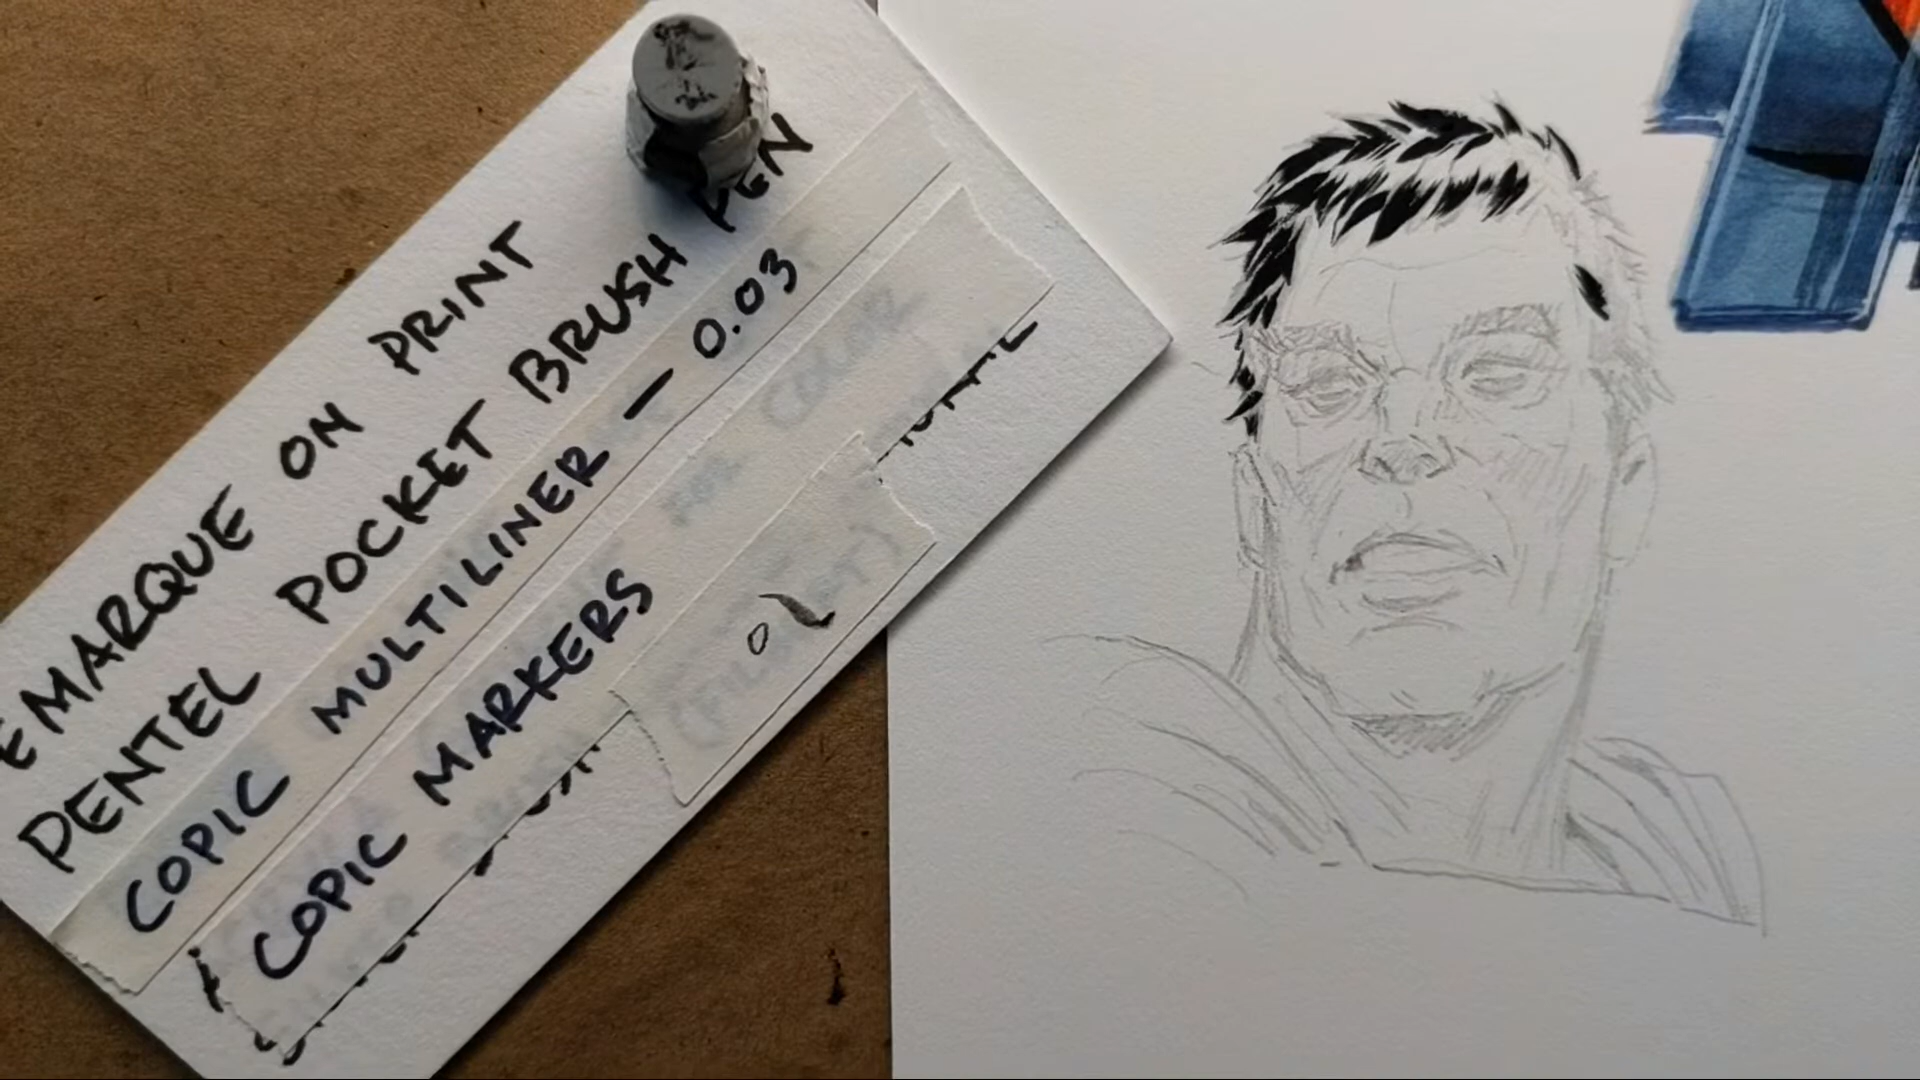 EMARQUE ON PRINT
PENTEL POCKET BRUSH PEN
COPIC MULTILINER - 0.03
COPIC MARKERS